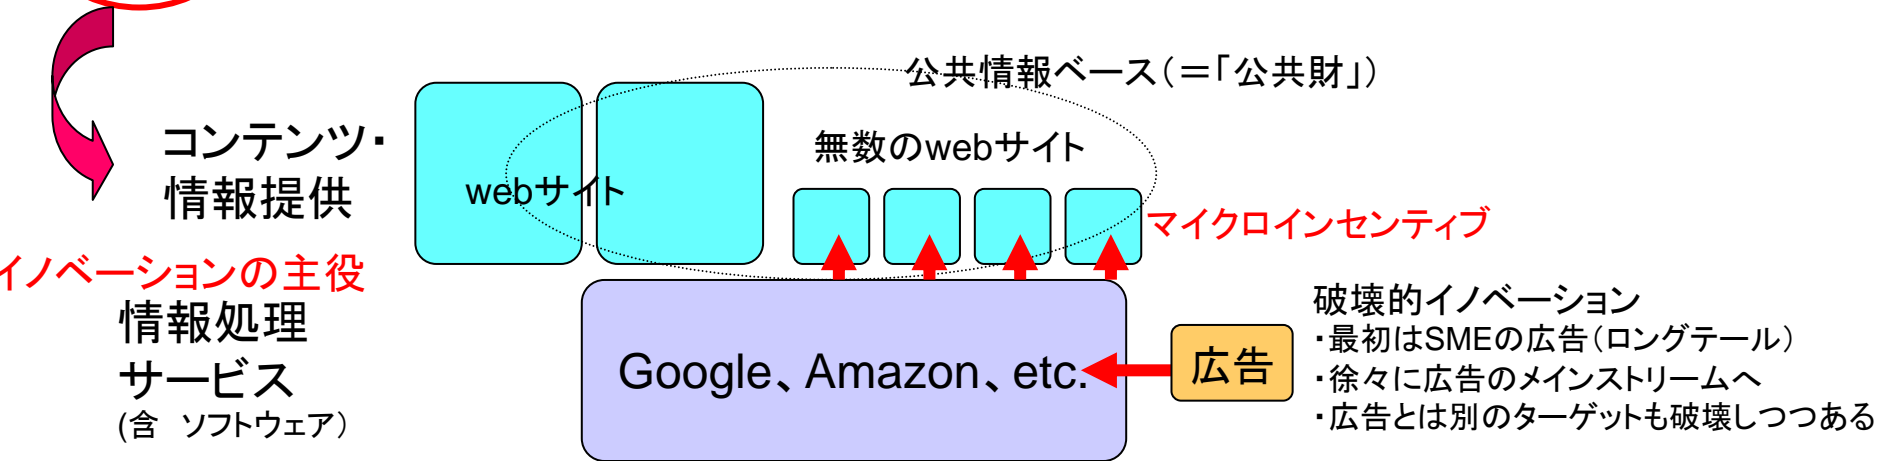 公共情報ベース(=「公共財」)
コンテンツ・
情報提供
webサイト
無数のwebサイト
マイクロインセンティブ
イノベーションの主役
情報処理
サービス
(含 ソフトウェア)
Google、Amazon、etc.
広告
破壊的イノベーション
・最初はSMEの広告(ロングテール)
・徐々に広告のメインストリームへ
・広告とは別のターゲットも破壊しつつある